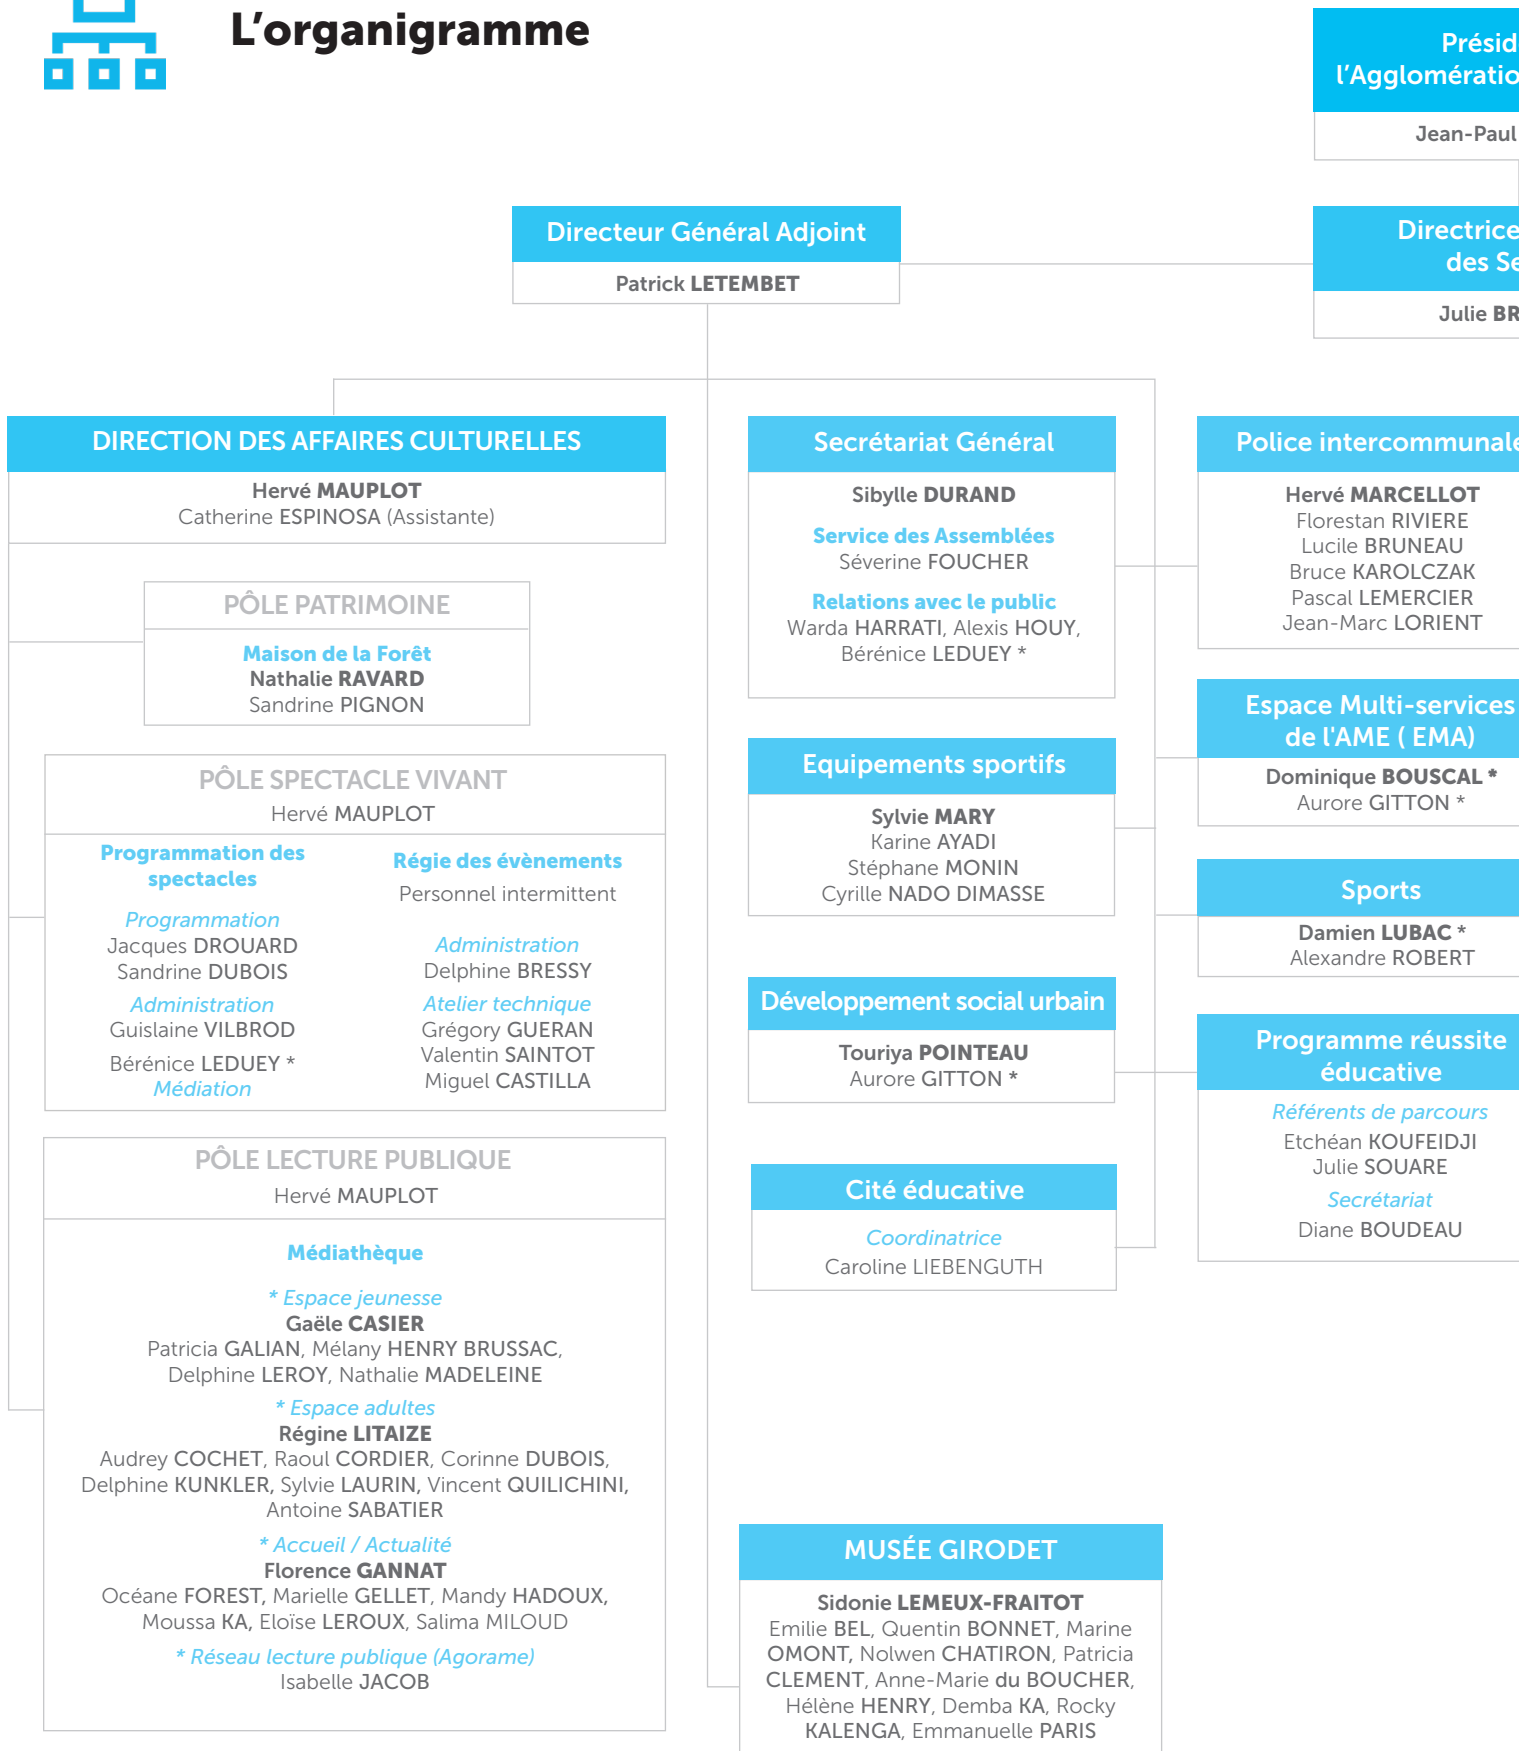 L'organigramme
Présid
l'Agglomératio
Jean-Paul
Directeur Général Adjoint
Patrick LETEMBET
Directrice
des Se
Julie BR
DIRECTION DES AFFAIRES CULTURELLES
Hervé MAUPLOT
Catherine ESPINOSA (Assistante)
PÔLE PATRIMOINE
Maison de la Forêt
Nathalie RAVARD
Sandrine PIGNON
PÔLE SPECTACLE VIVANT
Hervé MAUPLOT
Programmation des
spectacles
Programmation
Jacques DROUARD
Sandrine DUBOIS
Administration
Guislaine VILBROD
Bérénice LEDUEY *
Médiation
Régie des évènements
Personnel intermittent
Administration
Delphine BRESSY
Atelier technique
Grégory GUERAN
Valentin SAINTOT
Miguel CASTILLA
PÔLE LECTURE PUBLIQUE
Hervé MAUPLOT
Médiathèque
* Espace jeunesse
Gaële CASIER
Patricia GALIAN, Mélany HENRY BRUSSAC,
Delphine LEROY, Nathalie MADELEINE
* Espace adultes
Régine LITAIZE
Audrey COCHET, Raoul CORDIER, Corinne DUBOIS,
Delphine KUNKLER, Sylvie LAURIN, Vincent QUILICHINI,
Antoine SABATIER
* Accueil / Actualité
Florence GANNAT
Océane FOREST, Marielle GELLET, Mandy HADOUX,
Moussa KA, Eloïse LEROUX, Salima MILOUD
* Réseau lecture publique (Agorame)
Isabelle JACOB
Secrétariat Général
Sibylle DURAND
Service des Assemblées
Séverine FOUCHER
Relations avec le public
Warda HARRATI, Alexis HOUY,
Bérénice LEDUEY *
Equipements sportifs
Sylvie MARY
Karine AYADI
Stéphane MONIN
Cyrille NADO DIMASSE
Développement social urbain
Touriya POINTEAU
Aurore GITTON *
Cité éducative
Coordinatrice
Caroline LIEBENGUTH
MUSÉE GIRODET
Sidonie LEMEUX-FRAITOT
Emilie BEL, Quentin BONNET, Marine
OMONT, Nolwen CHATIRON, Patricia
CLEMENT, Anne-Marie du BOUCHER,
Hélène HENRY, Demba KA, Rocky
KALENGA, Emmanuelle PARIS
Police intercommunale
Hervé MARCELLOT
Florestan RIVIERE
Lucile BRUNEAU
Bruce KAROLCZAK
Pascal LEMERCIER
Jean-Marc LORIENT
Espace Multi-services
de l'AME ( EMA)
Dominique BOUSCAL *
Aurore GITTON *
Sports
Damien LUBAC *
Alexandre ROBERT
Programme réussite
éducative
Référents de parcours
Etchéan KOUFEIDJI
Julie SOUARE
Secrétariat
Diane BOUDEAU